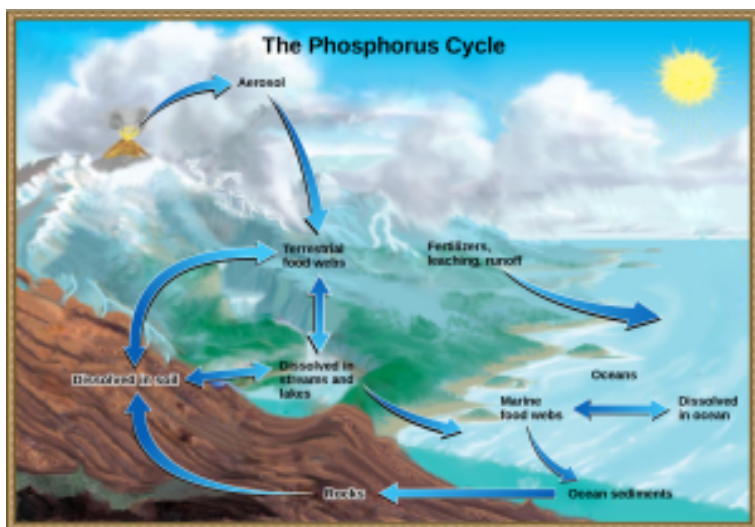 The Phosphorus Cycle
Aerosol
Terrestrial
food webs
Fertilizers,
leaching, runoff
Dissolved in soil
Dissolved in
streams and
lakes
Oceans
Marine
food webs
Dissolved
in ocean
Rocks
Ocean sediments